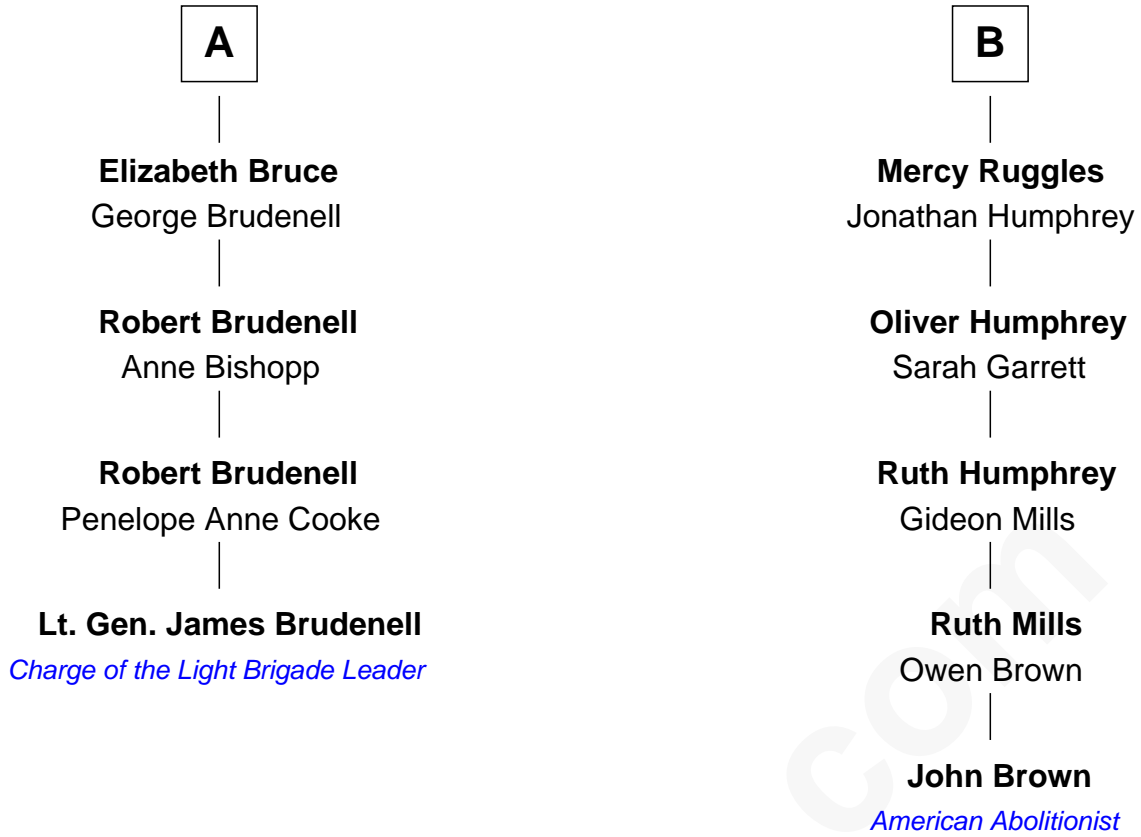 A
Elizabeth Bruce
George Brudenell
Robert Brudenell
Anne Bishopp
Robert Brudenell
Penelope Anne Cooke
Lt. Gen. James Brudenell
Charge of the Light Brigade Leader
B
Mercy Ruggles
Jonathan Humphrey
Oliver Humphrey
Sarah Garrett
Ruth Humphrey
Gideon Mills
Ruth Mills
Owen Brown
John Brown
American Abolitionist
com